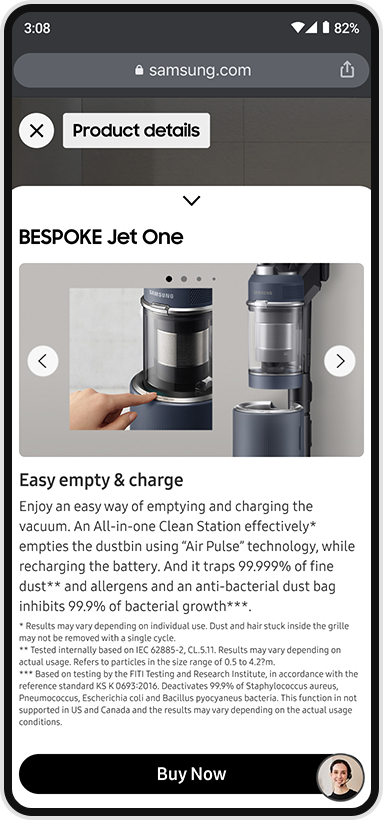 3:08
82%
samsung.com
Product details
BESPOKE Jet One
SAMSUNG
Easy empty & charge
Enjoy an easy way of emptying and charging the
vacuum. An All-in-one Clean Station effectively*
empties the dustbin using “Air Pulse” technology, while
recharging the battery. And it traps 99.999% of fine
dust** and allergens and an anti-bacterial dust bag
inhibits 99.9% of bacterial growth***.
* Results may vary depending on individual use. Dust and hair stuck inside the grille
may not be removed with a single cycle.
** Tested internally based on IEC 62885-2, CL.5.11. Results may vary depending on
actual usage. Refers to particles in the size range of 0.5 to 4.2?m.
*** Based on testing by the FITI Testing and Research Institute, in accordance with the
reference standard KS K 0693:2016. Deactivates 99.9% of Staphylococcus aureus,
Pneumococcus, Escherichia coli and Bacillus pyocyaneus bacteria. This function in not
supported in US and Canada and the results may vary depending on the actual usage
conditions.
Buy Now